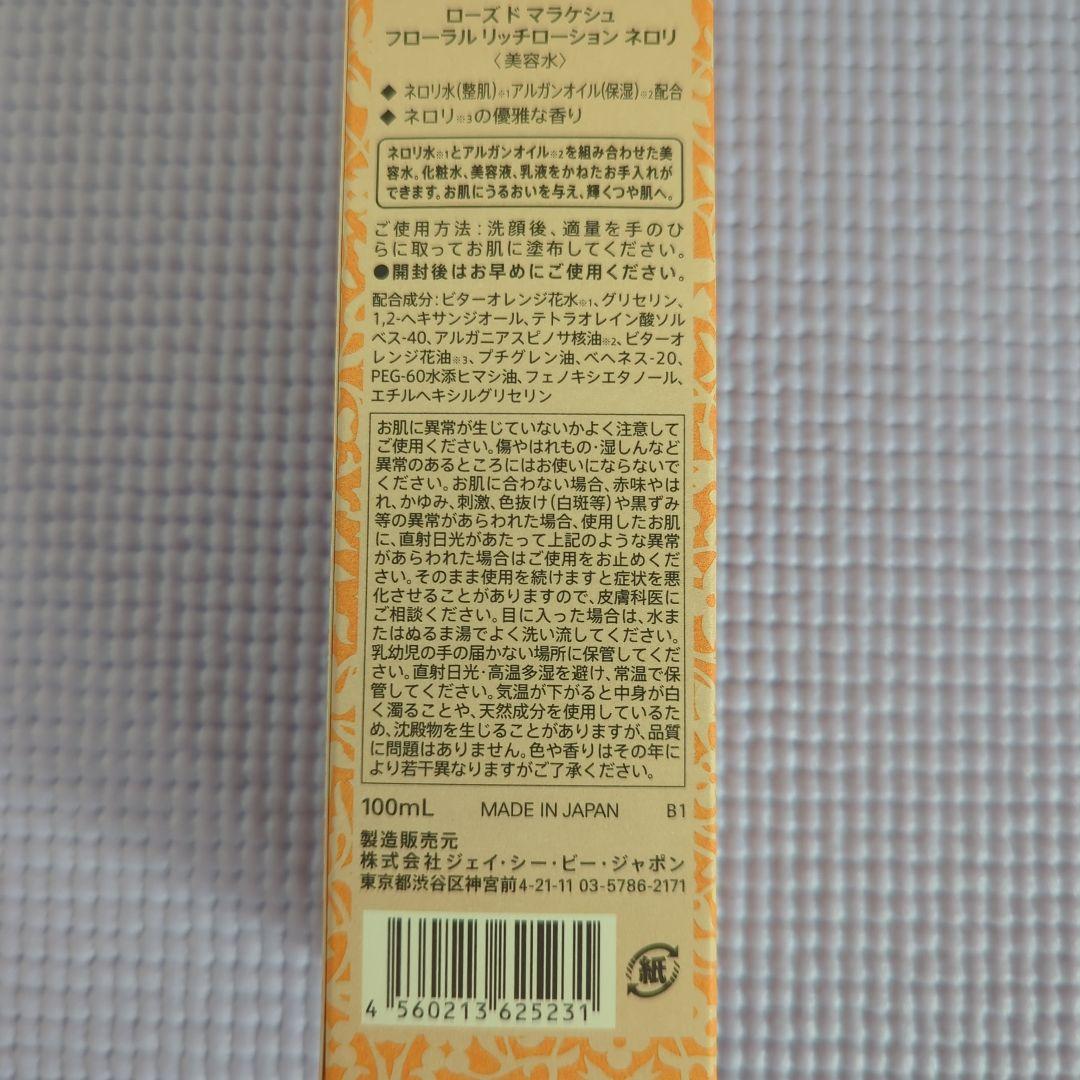 ローズ ド マラケシュ
フローラル リッチローション ネロリ
〈美容水〉
◆ ネロリ水(整肌)※1アルガンオイル(保湿)※2配合
◆ ネロリ※3の優雅な香り
ネロリ水※1とアルガンオイル※2を組み合わせた美
容水。化粧水、美容液、乳液をかねたお手入れが
できます。お肌にうるおいを与え、輝くつや肌へ。
ご使用方法：洗顔後、適量を手のひ
らに取ってお肌に塗布してください。
●開封後はお早めにご使用ください。
配合成分：ビターオレンジ花水※1、グリセリン、
1,2-ヘキサンジオール、テトラオレイン酸ソル
ベス-40、アルガニアスピノサ核油※2、ビターオ
レンジ花油※3、プチグレン油、ベヘネス-20、
PEG-60水添ヒマシ油、フェノキシエタノール、
エチルヘキシルグリセリン
お肌に異常が生じていないかよく注意して
ご使用ください。傷やはれもの・湿しんなど
異常のあるところにはお使いにならないで
ください。お肌に合わない場合、赤味やは
れ、かゆみ、刺激、色抜け(白斑等)や黒ずみ
等の異常があらわれた場合、使用したお肌
に、直射日光があたって上記のような異常
があらわれた場合はご使用をお止めくだ
さい。そのまま使用を続けますと症状を悪
化させることがありますので、皮膚科医に
ご相談ください。目に入った場合は、水ま
たはぬるま湯でよく洗い流してください。
乳幼児の手の届かない場所に保管してくだ
さい。直射日光・高温多湿を避け、常温で保
管してください。気温が下がると中身が白
く濁ることや、天然成分を使用しているた
め、沈殿物を生じることがありますが、品質
に問題はありません。色や香りはその年に
より若干異なりますがご了承ください。
100mL MADE IN JAPAN B1
製造販売元
株式会社ジェイ・シー・ビー・ジャポン
東京都渋谷区神宮前4-21-11 03-5786-2171
紙
4 560213 625231